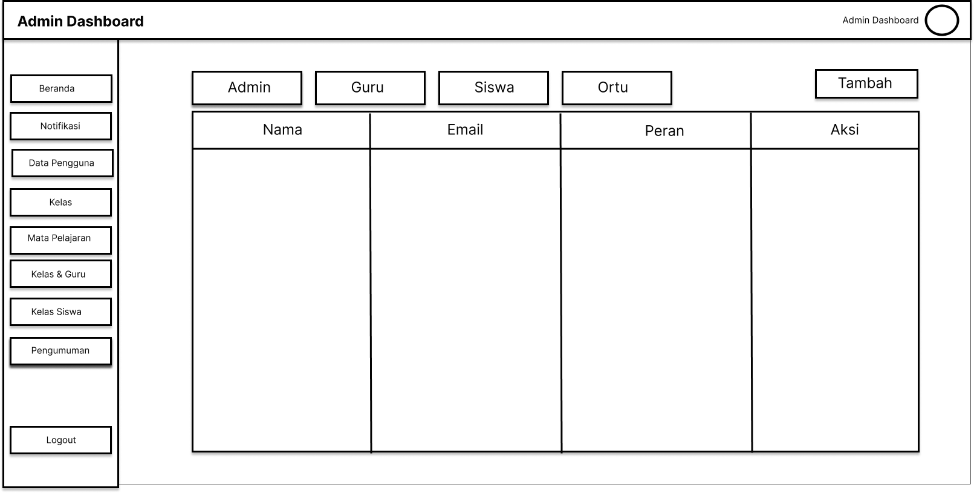 Admin Dashboard
Admin Dashboard
Beranda
Notifikasi
Data Pengguna
Kelas
Mata Pelajaran
Kelas & Guru
Kelas Siswa
Pengumuman
Logout
Admin
Guru
Siswa
Ortu
Tambah
Nama
Email
Peran
Aksi